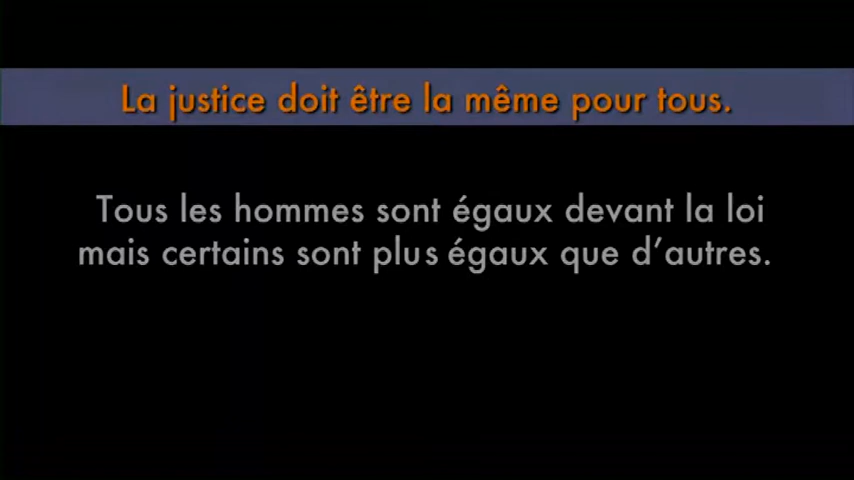 La justice doit être la même pour tous.
Tous les hommes sont égaux devant la loi
mais certains sont plus égaux que d’autres.